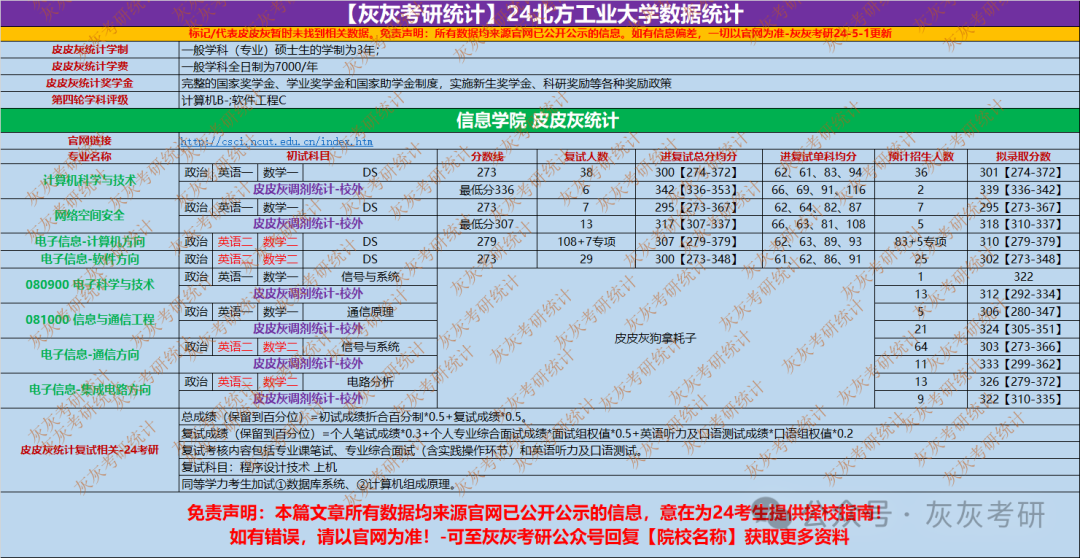 【灰灰考研统计】24北方工业大学数据统计
标记/代表皮皮灰暂时未找到相关数据。免责声明：所有数据均来源官网已公开公示的信息。如有信息偏差，一切以官网为准-灰灰考研24-5-1更新
皮皮灰统计学制 一般学科（专业）硕士生的学制为3年；
皮皮灰统计学费 一般学科全日制为7000/年
皮皮灰统计奖学金 完整的国家奖学金、学业奖学金和国家助学金制度，实施新生奖学金、科研奖励等各种奖励政策
第四轮学科评级 计算机B-;软件工程C
信息学院 皮皮灰统计
官网链接 http://csci.ncut.edu.cn/index.htm
专业名称 初试科目 分数线 复试人数 进复试总分均分 进复试单科均分 预计招生人数 拟录取分数
计算机科学与技术 政治 英语一 数学一 DS 273 38 300【274-372】 62、61、83、94 36 301【274-372】
皮皮灰调剂统计-校外 最低分336 6 342【336-353】 66、69、91、116 2 339【336-342】
网络空间安全 政治 英语一 数学一 DS 273 7 295【273-367】 62、64、82、87 7 295【273-367】
皮皮灰调剂统计-校外 最低分307 13 317【307-337】 66、63、81、108 5 318【310-337】
电子信息-计算机方向 政治 英语二 数学二 DS 279 108+7专项 307【279-379】 62、63、89、93 83+5专项 310【279-379】
电子信息-软件方向 政治 英语二 数学二 DS 273 29 300【273-348】 61、62、86、91 25 302【273-348】
080900 电子科学与技术 政治 英语一 数学一 信号与系统 1 322
皮皮灰调剂统计-校外 13 312【292-334】
081000 信息与通信工程 政治 英语一 数学一 通信原理 5 306【280-347】
皮皮灰调剂统计-校外 21 324【305-351】
皮皮灰狗拿耗子
电子信息-通信方向 政治 英语二 数学二 信号与系统 64 303【273-366】
皮皮灰调剂统计-校外 11 333【299-362】
电子信息-集成电路方向 政治 英语二 数学二 电路分析 13 326【279-372】
皮皮灰调剂统计-校外 9 322【310-335】
皮皮灰统计复试相关-24考研
总成绩（保留到百分位）=初试成绩折合百分制*0.5+复试成绩*0.5。
复试成绩（保留到百分位）=个人笔试成绩*0.3+个人专业综合面试成绩*面试组权值*0.5+英语听力及口语测试成绩*口语组权值*0.2
复试考核内容包括专业课笔试、专业综合面试（含实践操作环节）和英语听力及口语测试。
复试科目：程序设计技术 上机
同等学力考生加试①数据库系统、②计算机组成原理。
免责声明：本篇文章所有数据均来源官网已公开公示的信息，意在为24考生提供择校指南！
如有错误，请以官网为准！-可至灰灰考研公众号回复【院校名称】获取更多资料
公众号·灰灰考研
灰灰考研统计